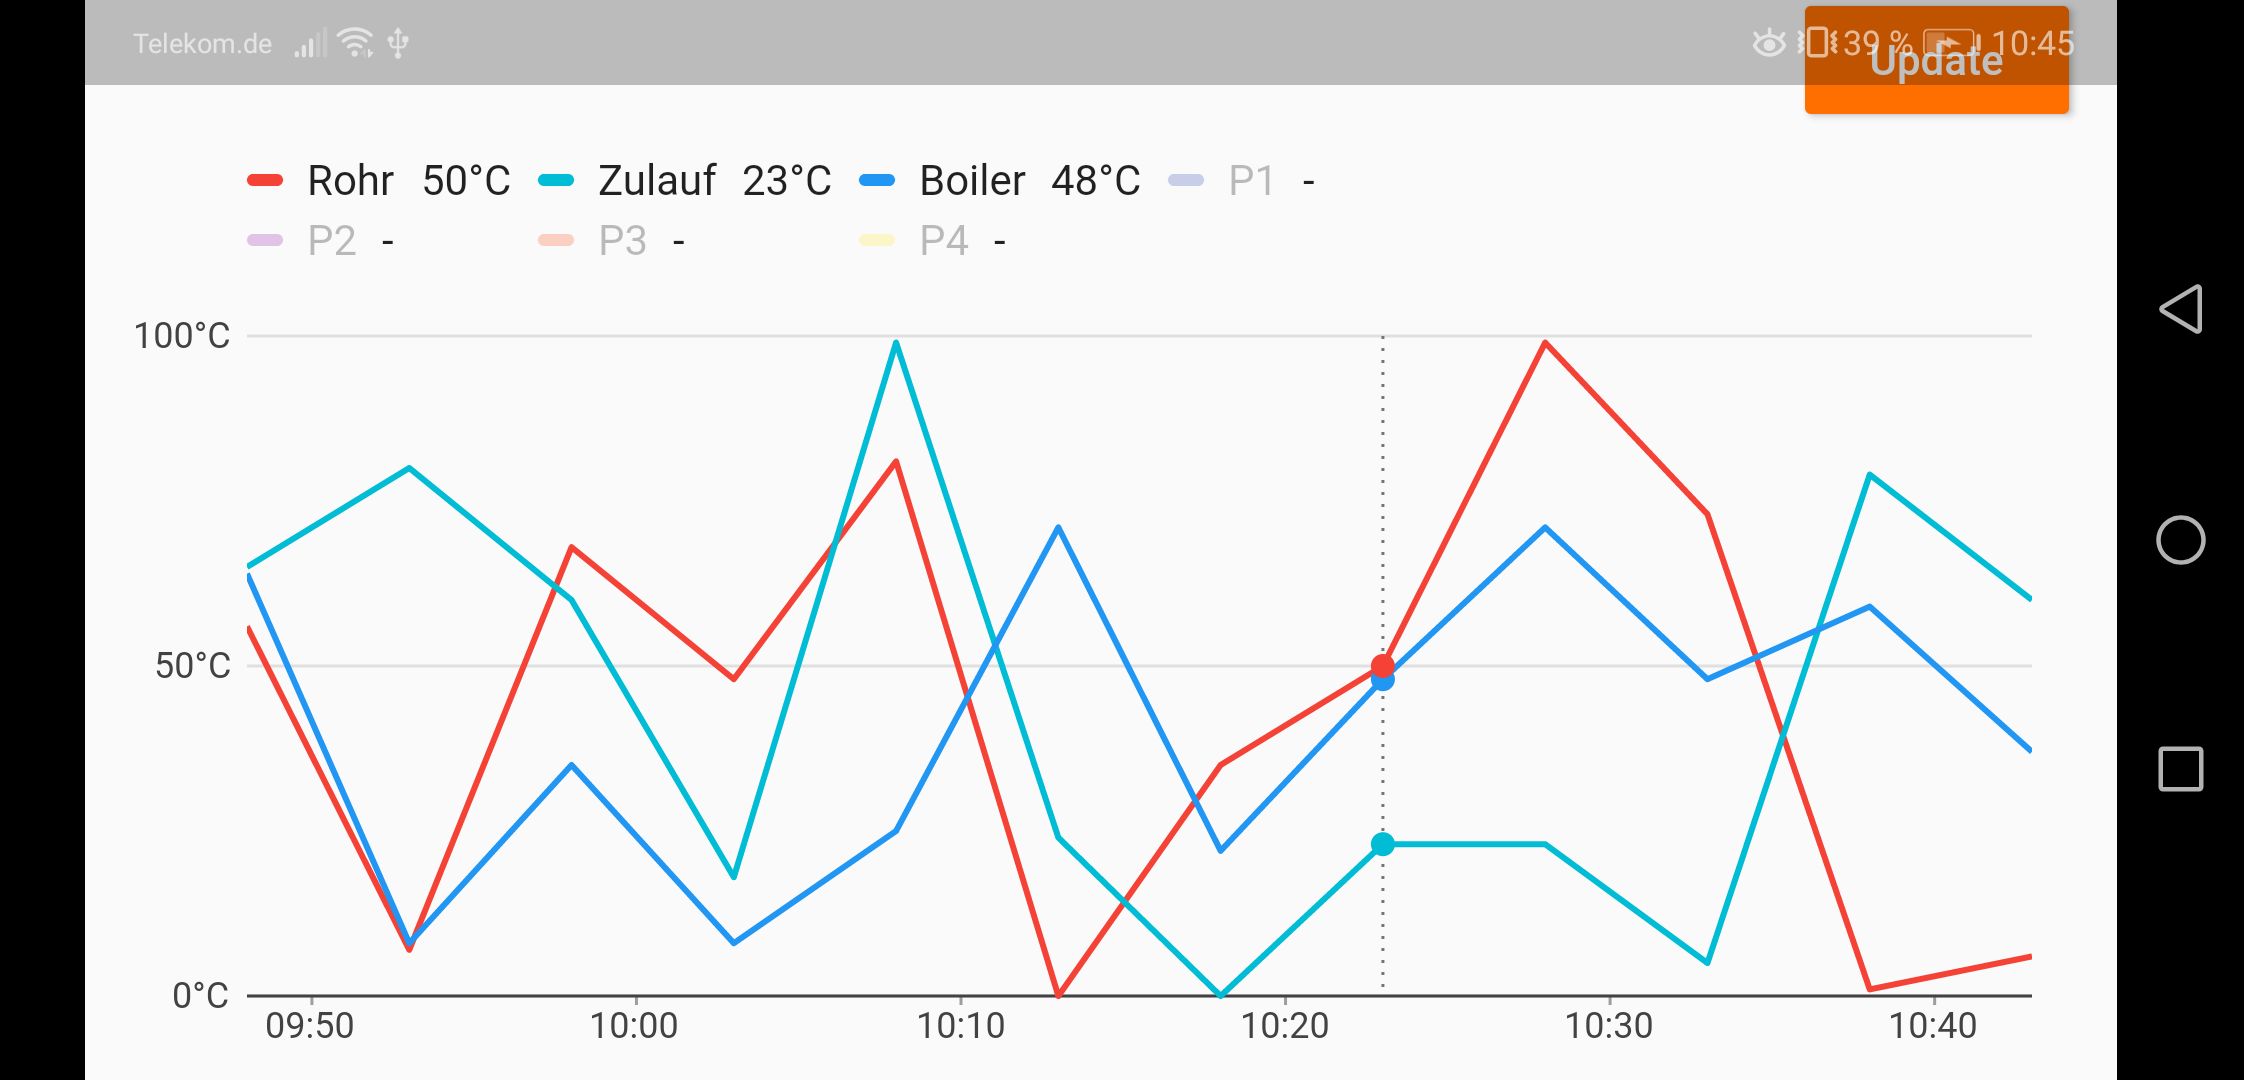 Telekom.de 39 % 10:45
Update
Rohr 50°C Zulauf 23°C Boiler 48°C P1 -
P2 - P3 - P4 -
100°C
50°C
0°C
09:50 10:00 10:10 10:20 10:30 10:40